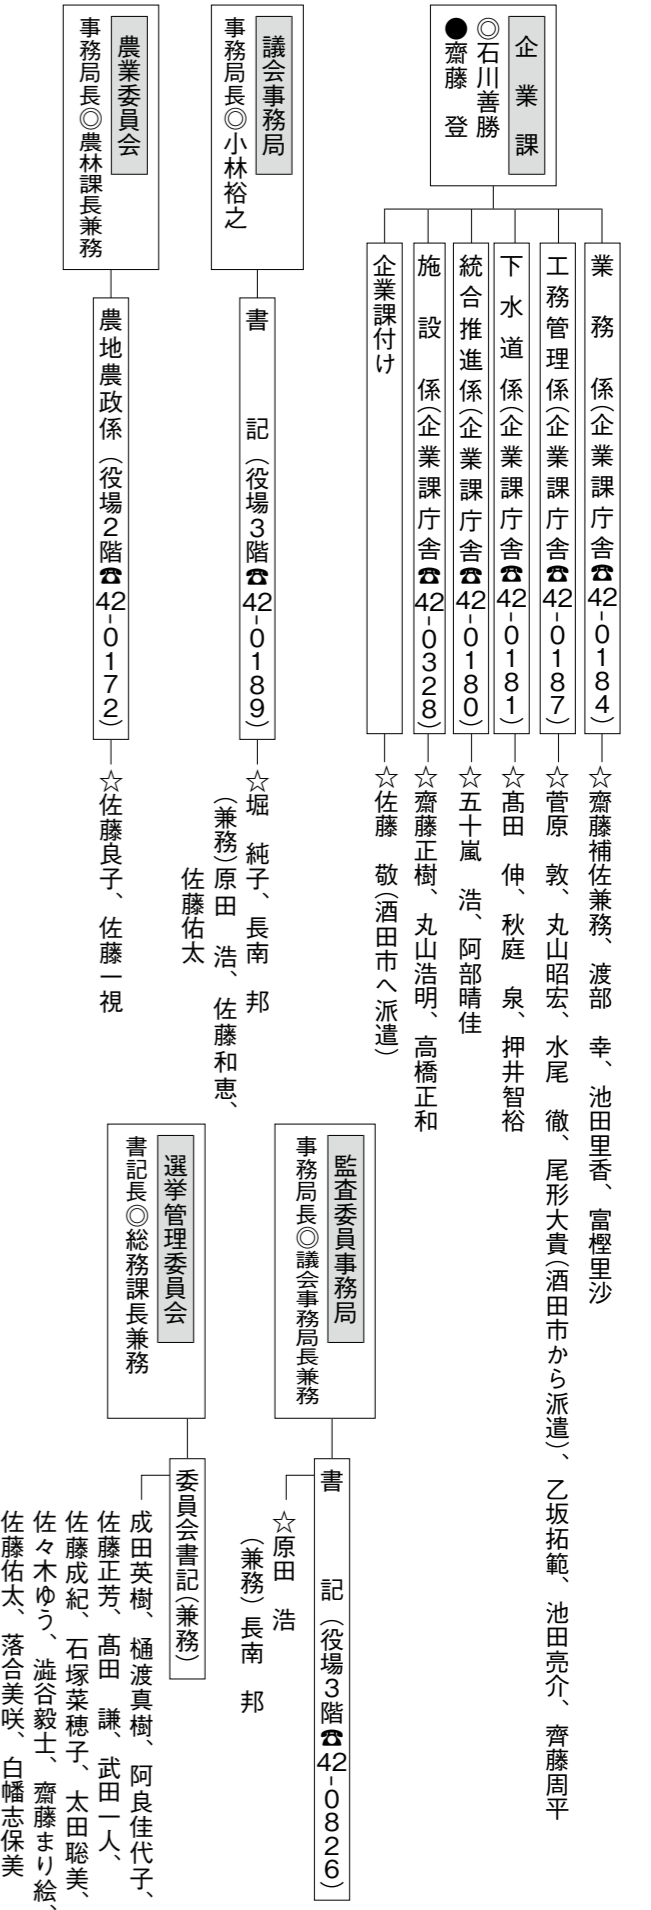 企業課
◎石川善勝
●齋藤　登
業務係（企業課庁舎☎42-0184）
☆齋藤補佐兼務、渡部　幸、池田里香、富樫里沙
工務管理係（企業課庁舎☎42-0187）
☆菅原　敦、丸山昭宏、水尾　徹、尾形大貴（酒田市から派遣）、乙坂拓範、池田亮介、齊藤周平
下水道係（企業課庁舎☎42-0181）
☆髙田　伸、秋庭　泉、押井智裕
統合推進係（企業課庁舎☎42-0180）
☆五十嵐　浩、阿部晴佳
施設係（企業課庁舎☎42-0328）
☆齋藤正樹、丸山浩明、高橋正和
企業課付け
☆佐藤　敬（酒田市へ派遣）
議会事務局
事務局長◎小林裕之
書記（役場3階☎42-0189）
☆堀　純子、長南　邦
（兼務）原田　浩、佐藤和恵、
佐藤佑太
農業委員会
事務局長◎農林課長兼務
農地農政係（役場2階☎42-0172）
☆佐藤良子、佐藤一視
監査委員事務局
事務局長◎議会事務局長兼務
書記（役場3階☎42-0826）
☆原田　浩
（兼務）長南　邦
選挙管理委員会
書記長◎総務課長兼務
委員会書記（兼務）
成田英樹、樋渡真樹、阿良佳代子、
佐藤正芳、髙田　謙、武田一人、
佐藤成紀、石塚菜穂子、太田聡美、
佐々木ゆう、澁谷毅士、齋藤まり絵、
佐藤佑太、落合美咲、白幡志保美